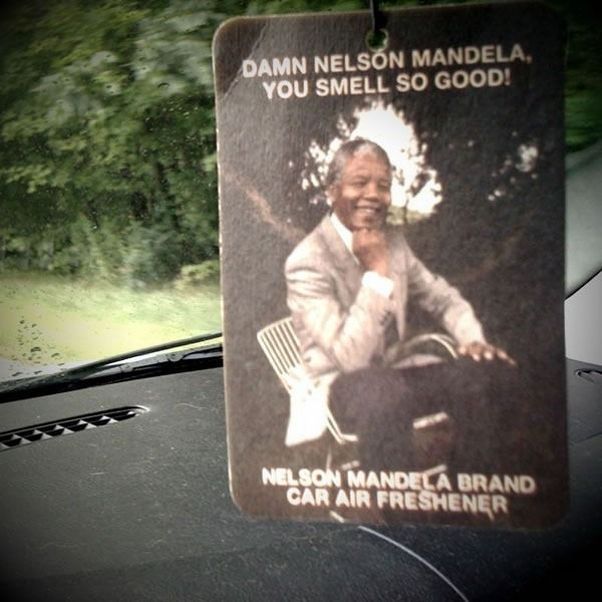 DAMN NELSON MANDELA,
YOU SMELL SO GOOD!
NELSON MANDELA BRAND
CAR AIR FRESHENER